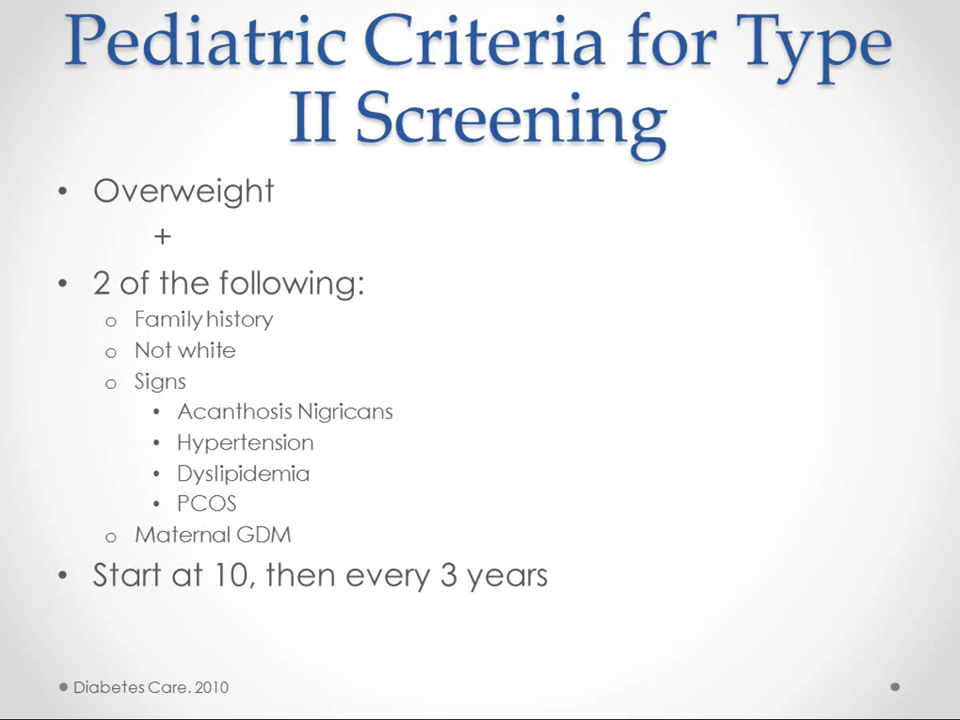 Pediatric Criteria for Type
II Screening
• Overweight
+
• 2 of the following:
o Family history
o Not white
o Signs
• Acanthosis Nigricans
• Hypertension
• Dyslipidemia
• PCOS
o Maternal GDM
• Start at 10, then every 3 years
Diabetes Care. 2010